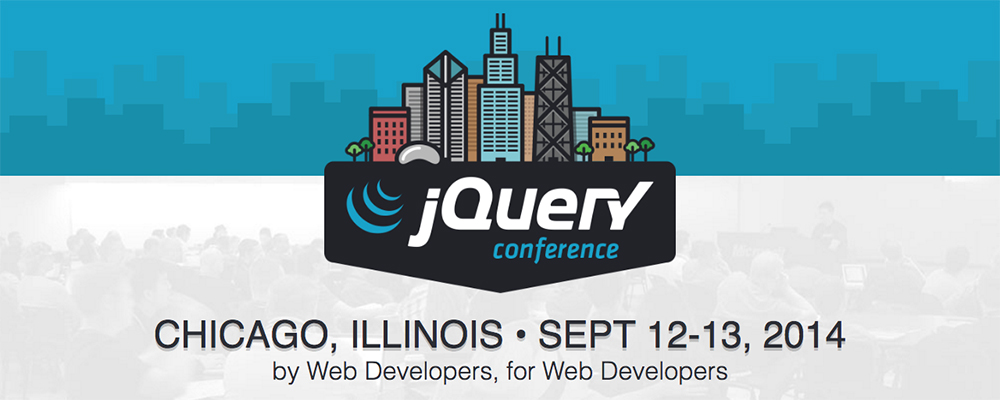 jQuery
conference
CHICAGO, ILLINOIS • SEPT 12-13, 2014
by Web Developers, for Web Developers